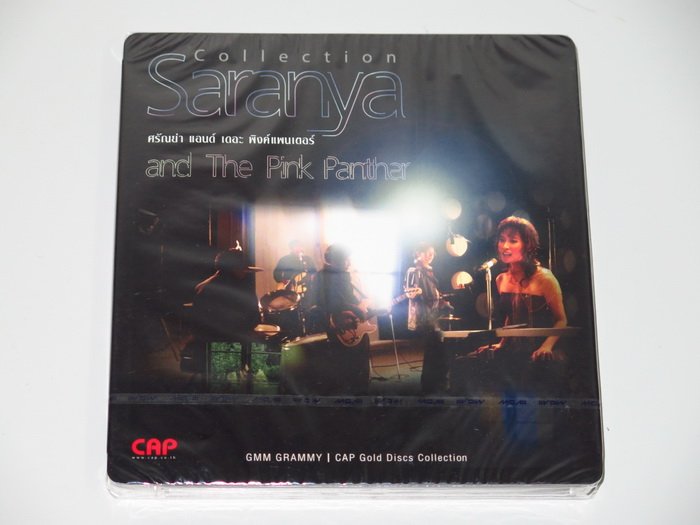 Collection
Saranya
ศรัณย่า แอนด์ เดอะ พิงค์แพนเตอร์
and The Pink Panther
CAP
www.cap.co.th
GMM GRAMMY | CAP Gold Discs Collection